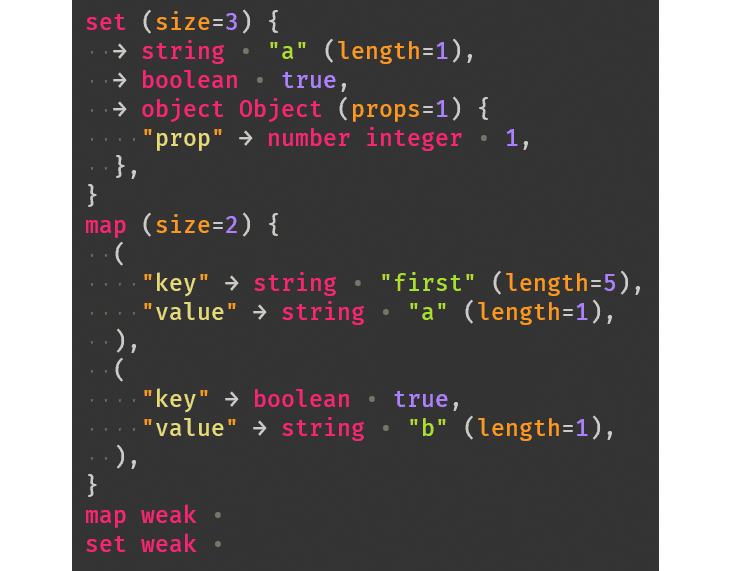 set (size=3) {
··→ string • "a" (length=1),
··→ boolean • true,
··→ object Object (props=1) {
····"prop" → number integer • 1,
··},
}
map (size=2) {
··(
····"key" → string • "first" (length=5),
····"value" → string • "a" (length=1),
··),
··(
····"key" → boolean • true,
····"value" → string • "b" (length=1),
··),
}
map weak •
set weak •